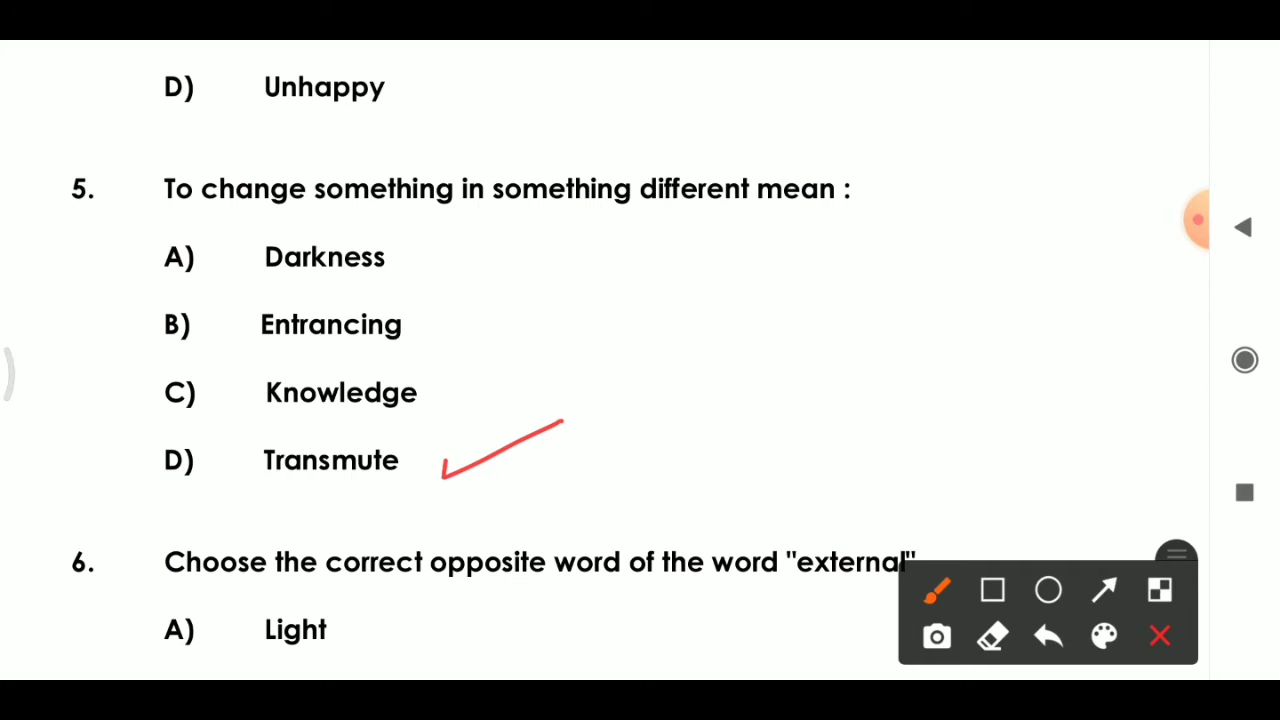 D) Unhappy
5. To change something in something different mean :
A) Darkness
B) Entrancing
C) Knowledge
D) Transmute
6. Choose the correct opposite word of the word "external"
A) Light